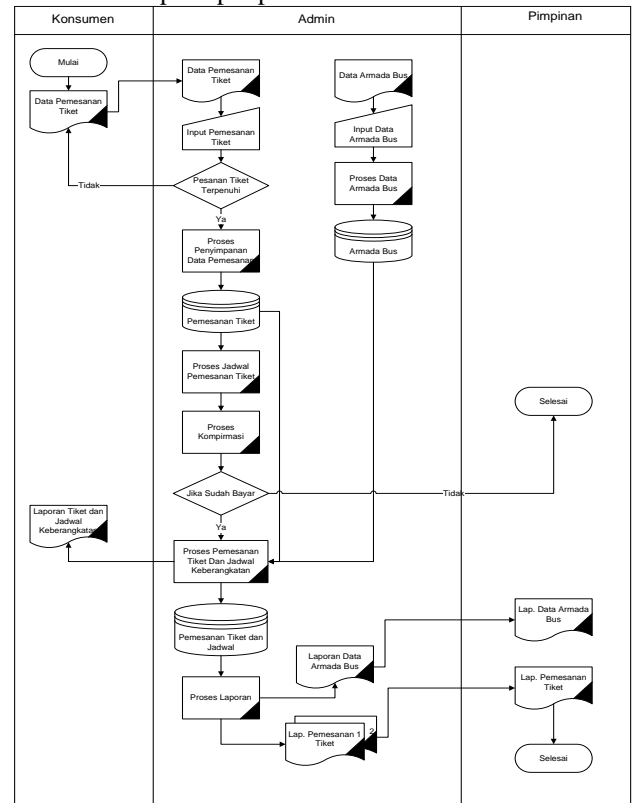 Konsumen
Admin
Pimpinan
Mulai
Data Pemesanan
Tiket
Data Pemesanan
Tiket
Data Armada Bus
Input Pemesanan
Tiket
Input Data
Armada Bus
Tidak
Pesanan Tiket
Terpenuhi
Proses Data
Armada Bus
Ya
Proses
Penyimpanan
Data Pemesanan
Armada Bus
Pemesanan Tiket
Proses Jadwal
Pemesanan Tiket
Selesai
Proses
Kompirmasi
Jika Sudah Bayar
Tidak
Laporan Tiket dan
Jadwal
Keberangkatan
Ya
Proses Pemesanan
Tiket Dan Jadwal
Keberangkatan
Lap. Data Armada
Bus
Pemesanan Tiket dan
Jadwal
Laporan Data
Armada Bus
Proses Laporan
Lap. Pemesanan
Tiket
2
Lap. Pemesanan 1
Tiket
Selesai